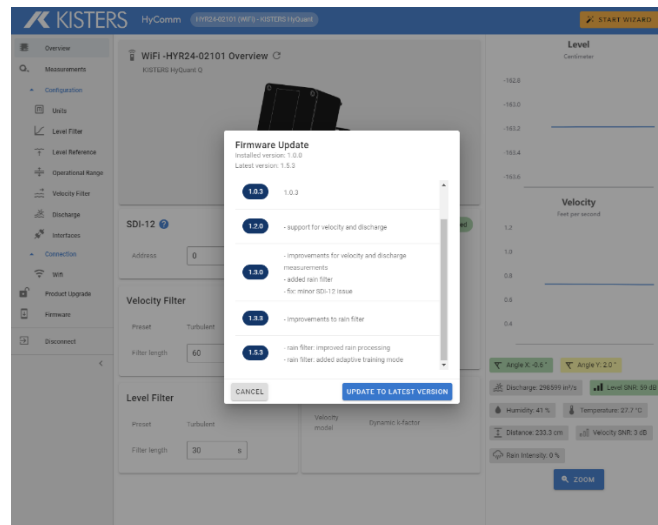 KISTERS
HyComm
HYR24-02101 (WIFI) - KISTERS HyQuant
START WIZARD
Overview
Measurements
Configuration
Units
Level Filter
Level Reference
Operational Range
Velocity Filter
Discharge
Interfaces
Connection
Wifi
Product Upgrade
Firmware
Disconnect
WiFi -HYR24-02101 Overview
KISTERS HyQuant Q
SDI-12
Address
0
Velocity Filter
Preset
Turbulent
Filter length
60
Level Filter
Preset
Turbulent
Filter length
30
s
Velocity
model
Dynamic k-factor
Firmware Update
Installed version: 1.0.0
Latest version: 1.5.3
1.0.3
1.0.3
1.2.0
- support for velocity and discharge
1.3.0
- improvements for velocity and discharge
measurements
- added rain filter
- for minor SDI-12 issue
1.3.3
- improvements to rain filter
1.5.3
- rain filter: improved rain processing
- rain filter: added adaptive training mode
CANCEL
UPDATE TO LATEST VERSION
Level
Centimeter
-162.8
-163.0
-163.2
-163.4
-163.6
Velocity
Feet per second
1.2
1.0
0.8
0.6
0.4
Angle X: -0.6 °
Angle Y: 2.0 °
Discharge: 298899 m³/s
Level SNR: 59 dB
Humidity: 41 %
Temperature: 27.7 °C
Distance: 233.3 cm
Velocity SNR: 3 dB
Rain Intensity: 0 %
ZOOM